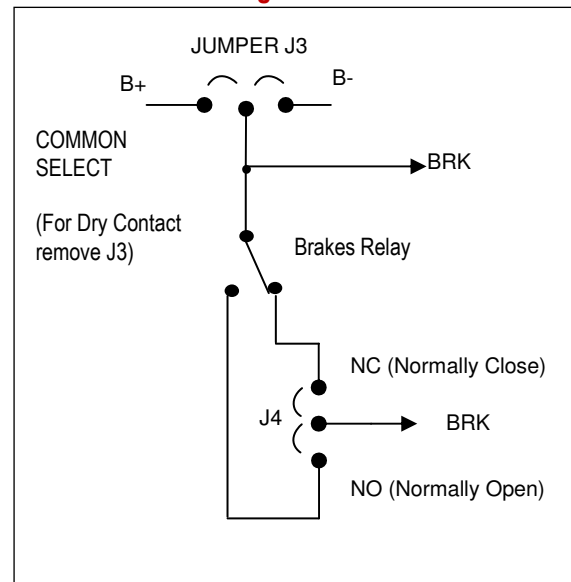 JUMPER J3
B+
B-
COMMON
SELECT
BRK
(For Dry Contact
remove J3)
Brakes Relay
NC (Normally Close)
J4
BRK
NO (Normally Open)